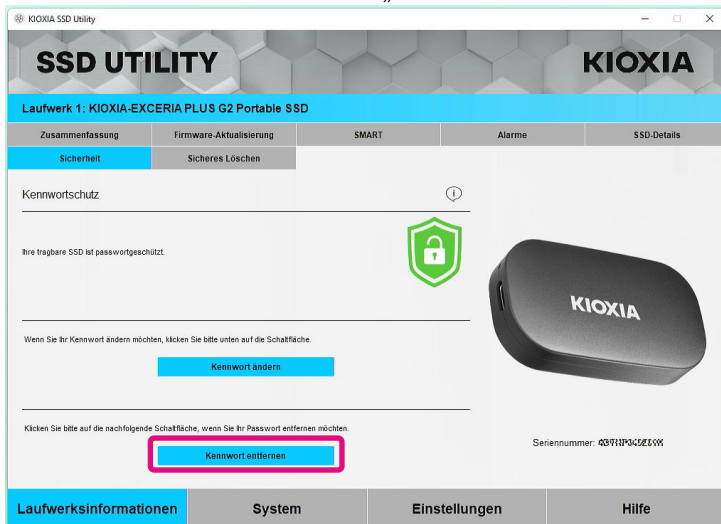 „
KIOXIA SSD Utility
SSD UTILITY
KIOXIA
Laufwerk 1: KIOXIA-EXCERIA PLUS G2 Portable SSD
Zusammenfassung Firmware-Aktualisierung SMART Alarme SSD-Details
Sicherheit Sicheres Löschen
Kennwortschutz
Ihre tragbare SSD ist passwortgeschützt.
KIOXIA
Wenn Sie Ihr Kennwort ändern möchten, klicken Sie bitte unten auf die Schaltfläche.
Kennwort ändern
Klicken Sie bitte auf die nachfolgende Schaltfläche, wenn Sie Ihr Passwort entfernen möchten.
Kennwort entfernen
Seriennummer:
Laufwerksinformationen System Einstellungen Hilfe